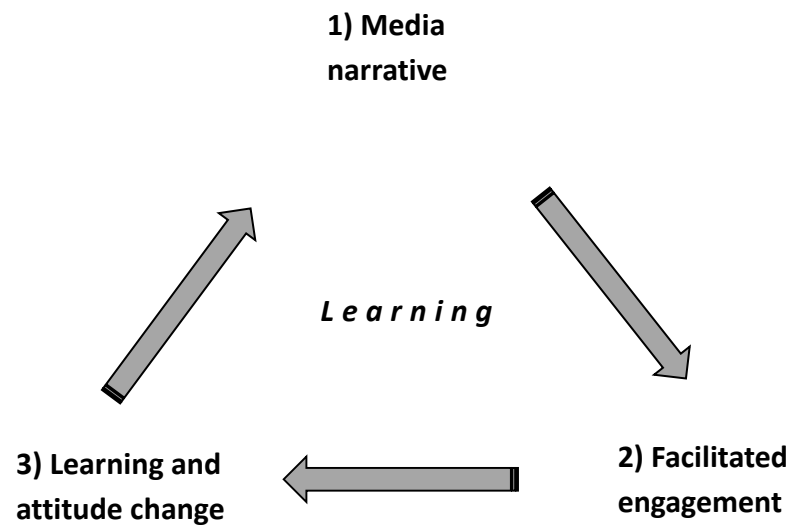 1) Media
narrative
L e a r n i n g
3) Learning and
attitude change
2) Facilitated
engagement